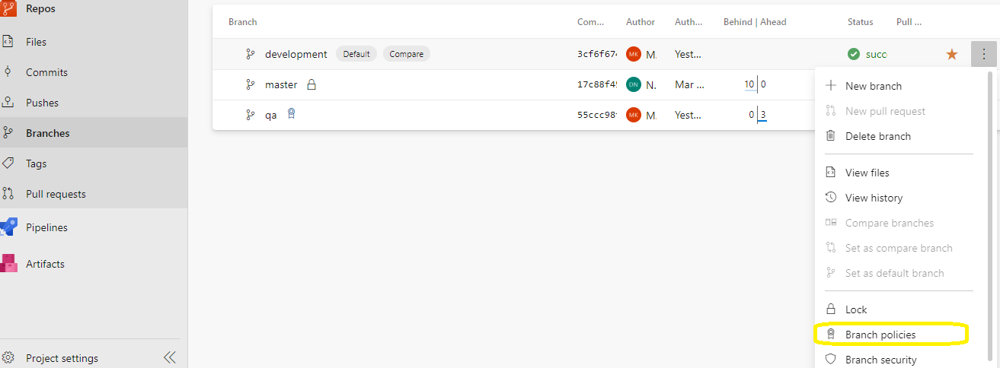 Repos
Files
Commits
Pushes
Branches
Tags
Pull requests
Pipelines
Artifacts
Project settings
Branch Com... Author Auth... Behind | Ahead Status Pull ...
development Default Compare 3cf6f674 MK M. Yest... succ
master 17c88f45 DN N. Mar ... 10 0
qa 55ccc98 MK M. Yest... 0 3
New branch
New pull request
Delete branch
View files
View history
Compare branches
Set as compare branch
Set as default branch
Lock
Branch policies
Branch security